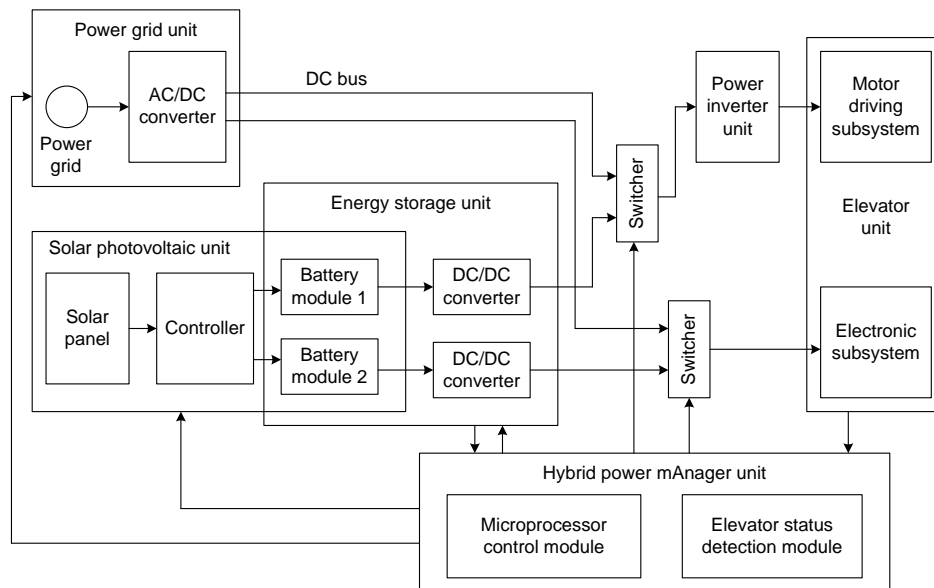 Power grid unit
AC/DC
converter
Power
grid
DC bus
Power
inverter
unit
Motor
driving
subsystem
Switcher
Elevator
unit
Energy storage unit
Solar photovoltaic unit
Solar
panel
Controller
Battery
module 1
DC/DC
converter
Battery
module 2
DC/DC
converter
Switcher
Electronic
subsystem
Hybrid power mAnager unit
Microprocessor
control module
Elevator status
detection module